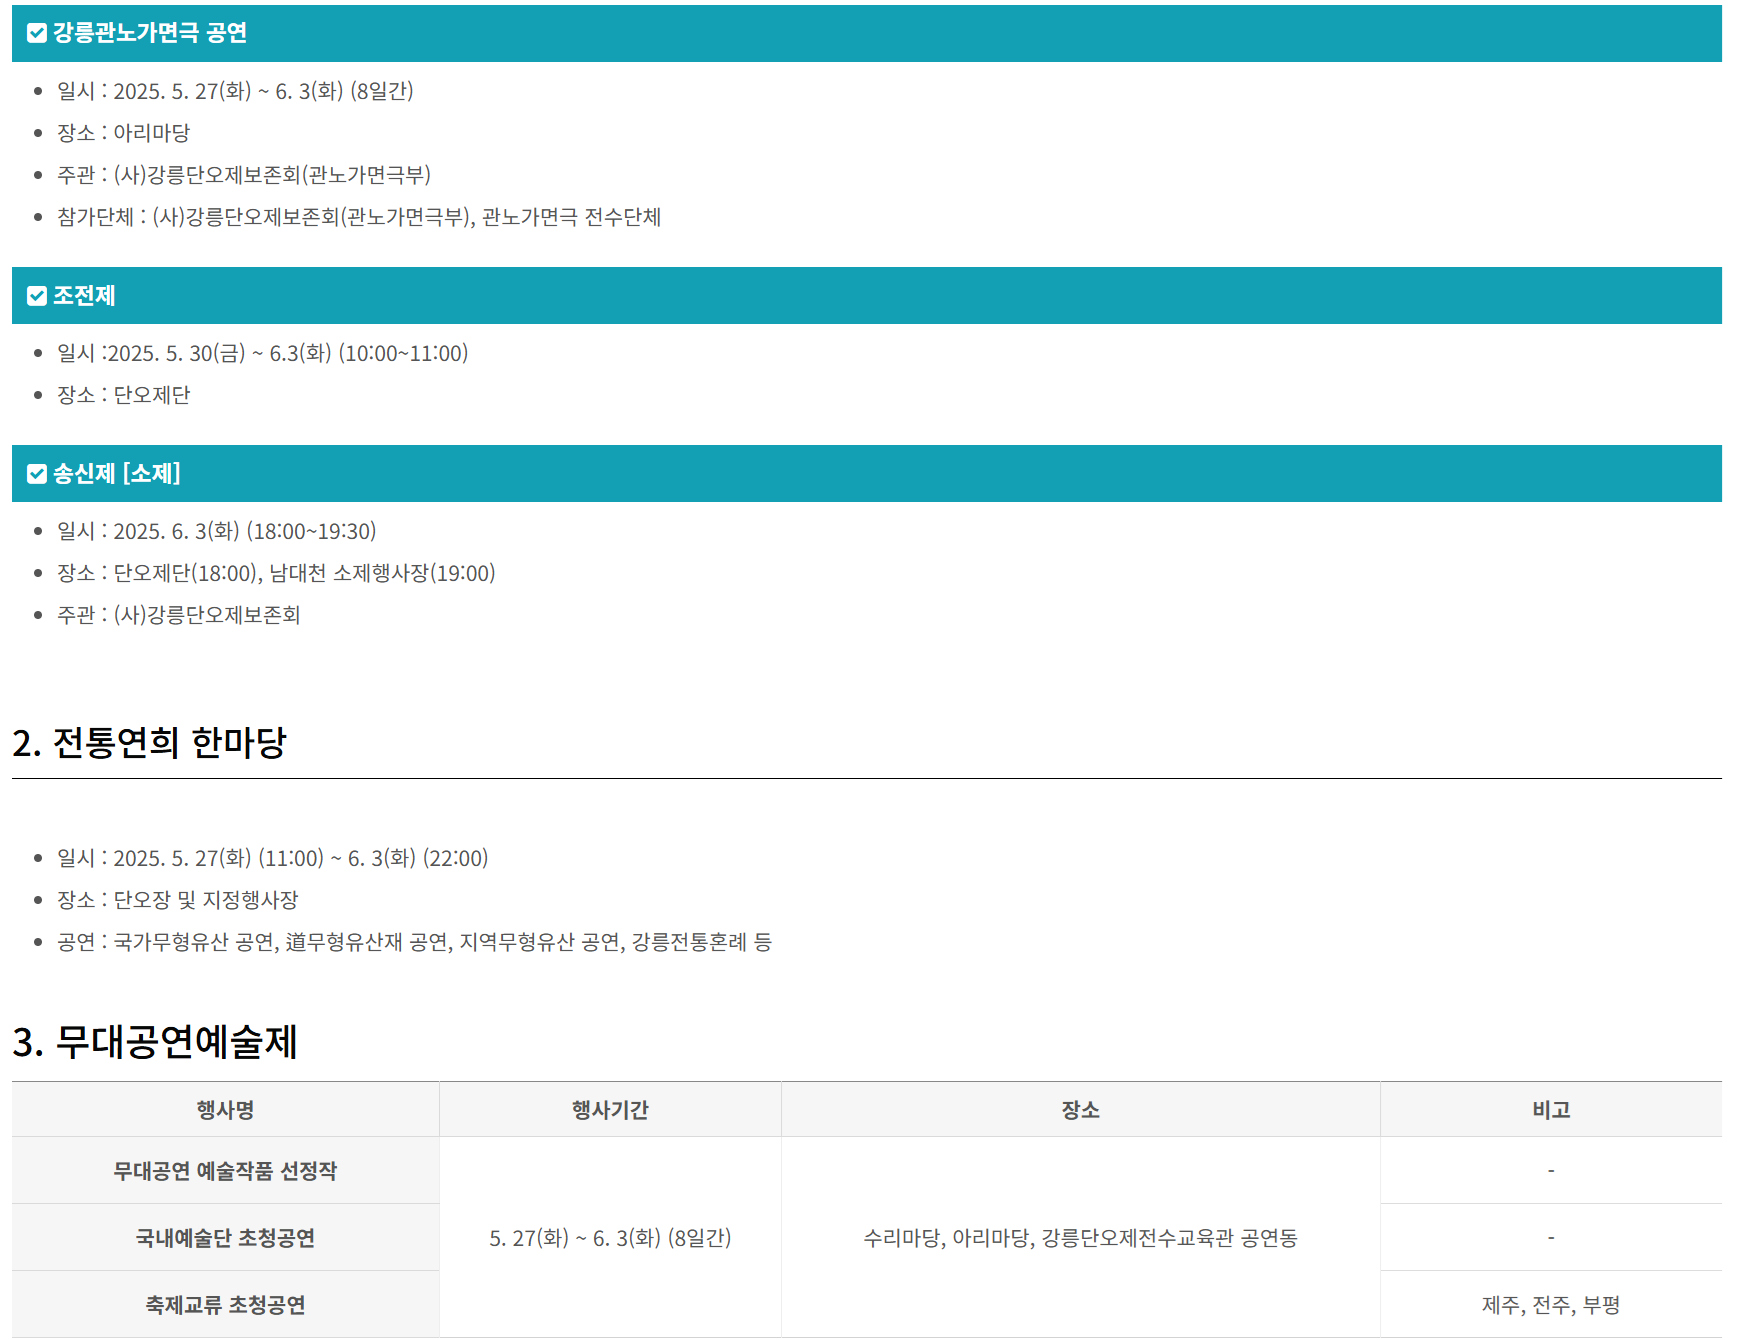 강릉관노가면극 공연
일시 : 2025. 5. 27(화) ~ 6. 3(화) (8일간)
장소 : 아리마당
주관 : (사)강릉단오제보존회(관노가면극부)
참가단체 : (사)강릉단오제보존회(관노가면극부), 관노가면극 전수단체
조전제
일시 :2025. 5. 30(금) ~ 6.3(화) (10:00~11:00)
장소 : 단오제단
송신제 [소제]
일시 : 2025. 6. 3(화) (18:00~19:30)
장소 : 단오제단(18:00), 남대천 소제행사장(19:00)
주관 : (사)강릉단오제보존회
2. 전통연희 한마당
일시 : 2025. 5. 27(화) (11:00) ~ 6. 3(화) (22:00)
장소 : 단오장 및 지정행사장
공연 : 국가무형유산 공연, 道무형유산재 공연, 지역무형유산 공연, 강릉전통혼례 등
3. 무대공연예술제
행사명 행사기간 장소 비고
무대공연 예술작품 선정작 -
국내예술단 초청공연 5. 27(화) ~ 6. 3(화) (8일간) 수리마당, 아리마당, 강릉단오제전수교육관 공연동 -
축제교류 초청공연 제주, 전주, 부평